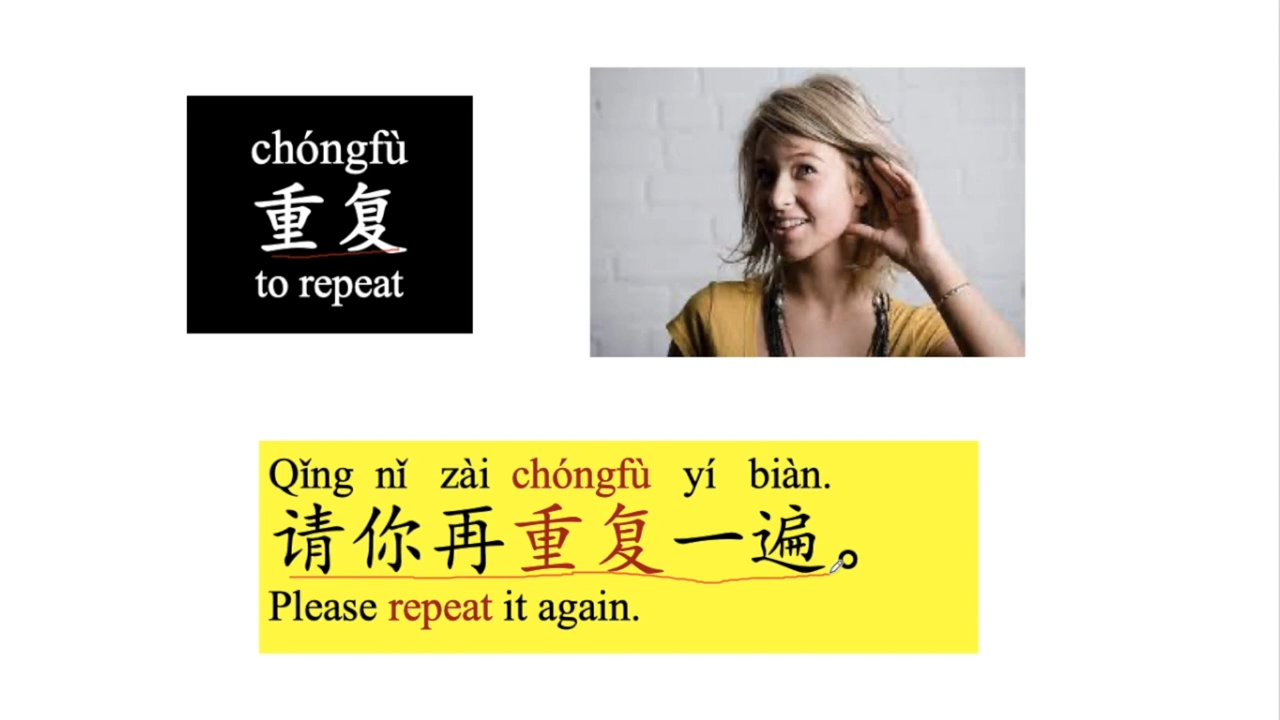 chóngfù
重复
to repeat
Qǐng nǐ zài chóngfù yí biàn.
请你再重复一遍。
Please repeat it again.